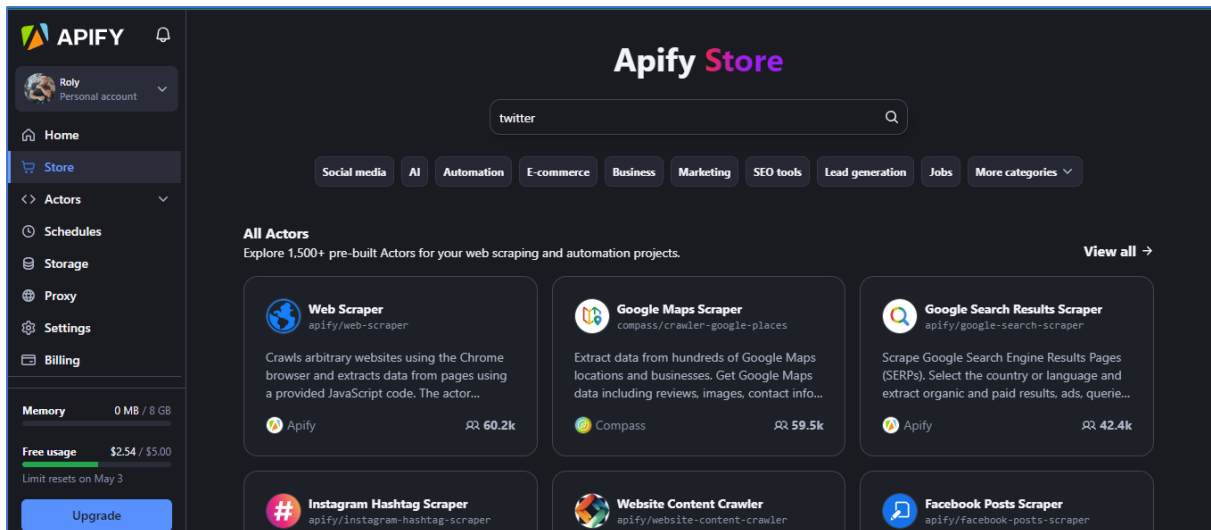 APIFY
Roly
Personal account
Home
Store
Actors
Schedules
Storage
Proxy
Settings
Billing
Memory 0 MB / 8 GB
Free usage $2.54 / $5.00
Limit resets on May 3
Upgrade
Apify Store
twitter
Social media AI Automation E-commerce Business Marketing SEO tools Lead generation Jobs More categories
All Actors
Explore 1,500+ pre-built Actors for your web scraping and automation projects.
View all →
Web Scraper
apify/web-scraper
Crawls arbitrary websites using the Chrome
browser and extracts data from pages using
a provided JavaScript code. The actor...
Apify 60.2k
Google Maps Scraper
compass/crawler-google-places
Extract data from hundreds of Google Maps
locations and businesses. Get Google Maps
data including reviews, images, contact info...
Compass 59.5k
Google Search Results Scraper
apify/google-search-scraper
Scrape Google Search Engine Results Pages
(SERPs). Select the country or language and
extract organic and paid results, ads, querie...
Apify 42.4k
Instagram Hashtag Scraper
apify/instagram-hashtag-scraper
Website Content Crawler
apify/website-content-crawler
Facebook Posts Scraper
apify/facebook-posts-scraper